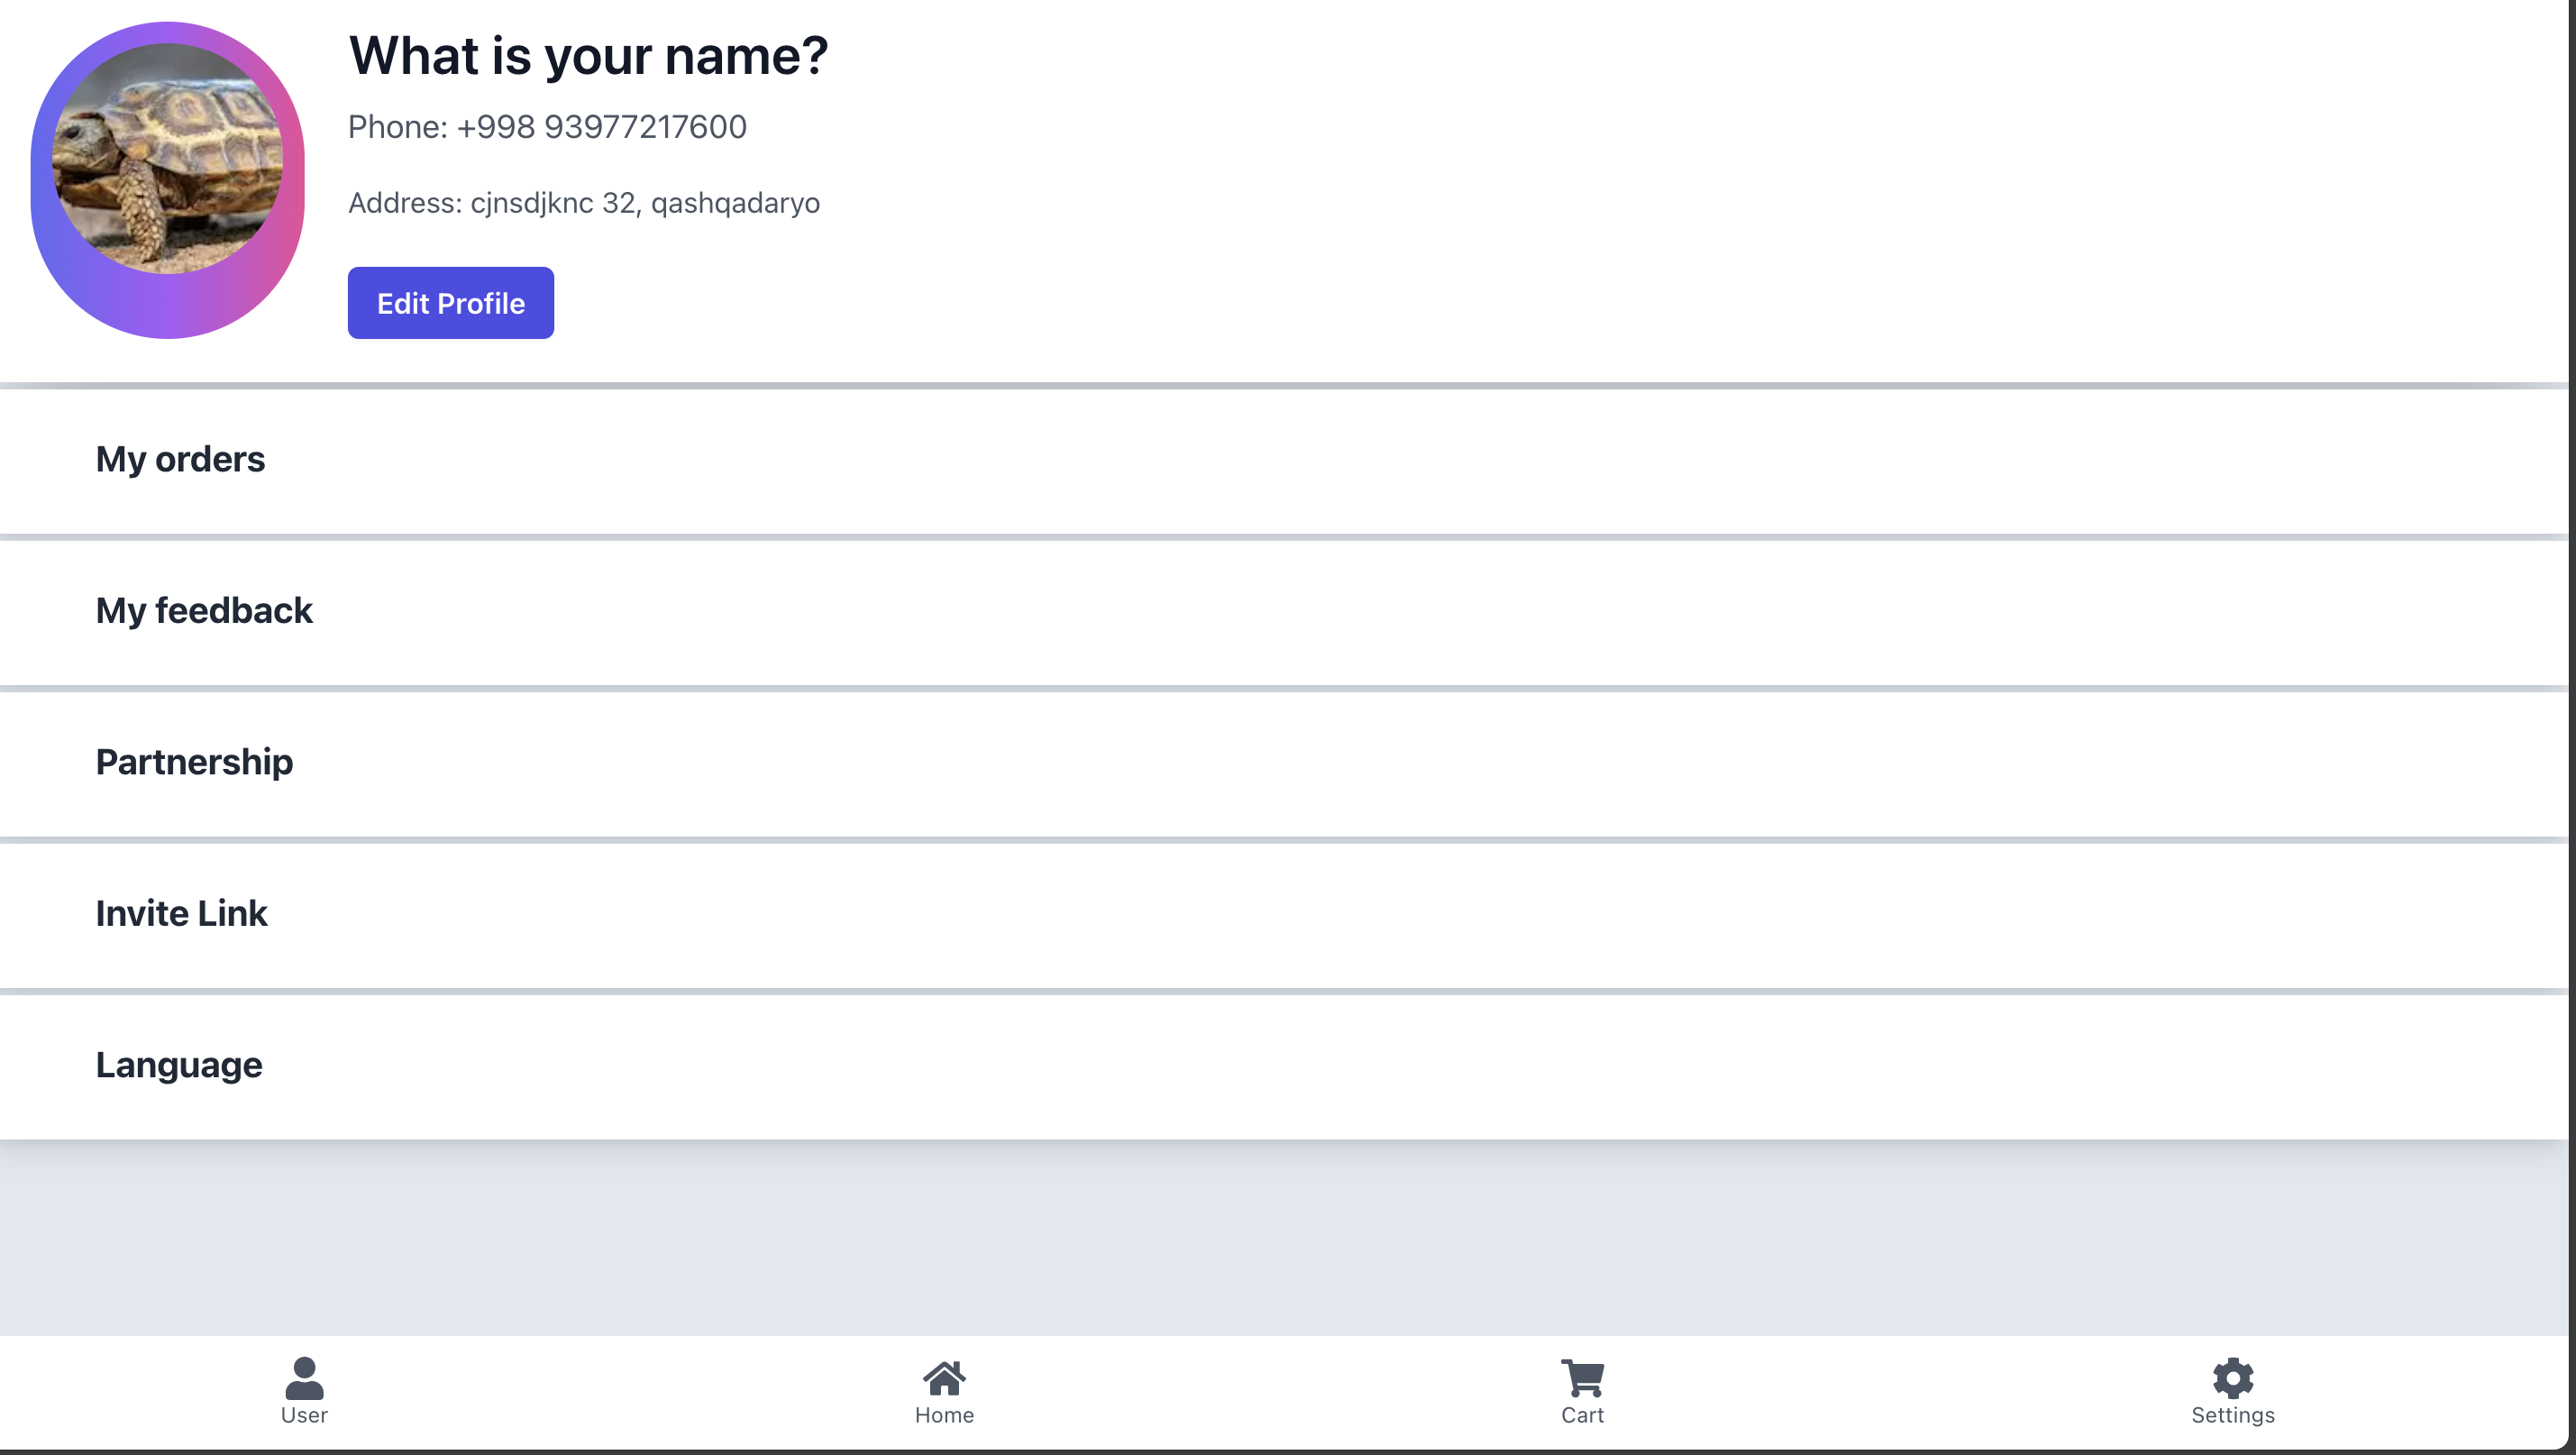 What is your name?
Phone: +998 93977217600
Address: cjnsdjknc 32, qashqadaryo
Edit Profile
My orders
My feedback
Partnership
Invite Link
Language
User
Home
Cart
Settings